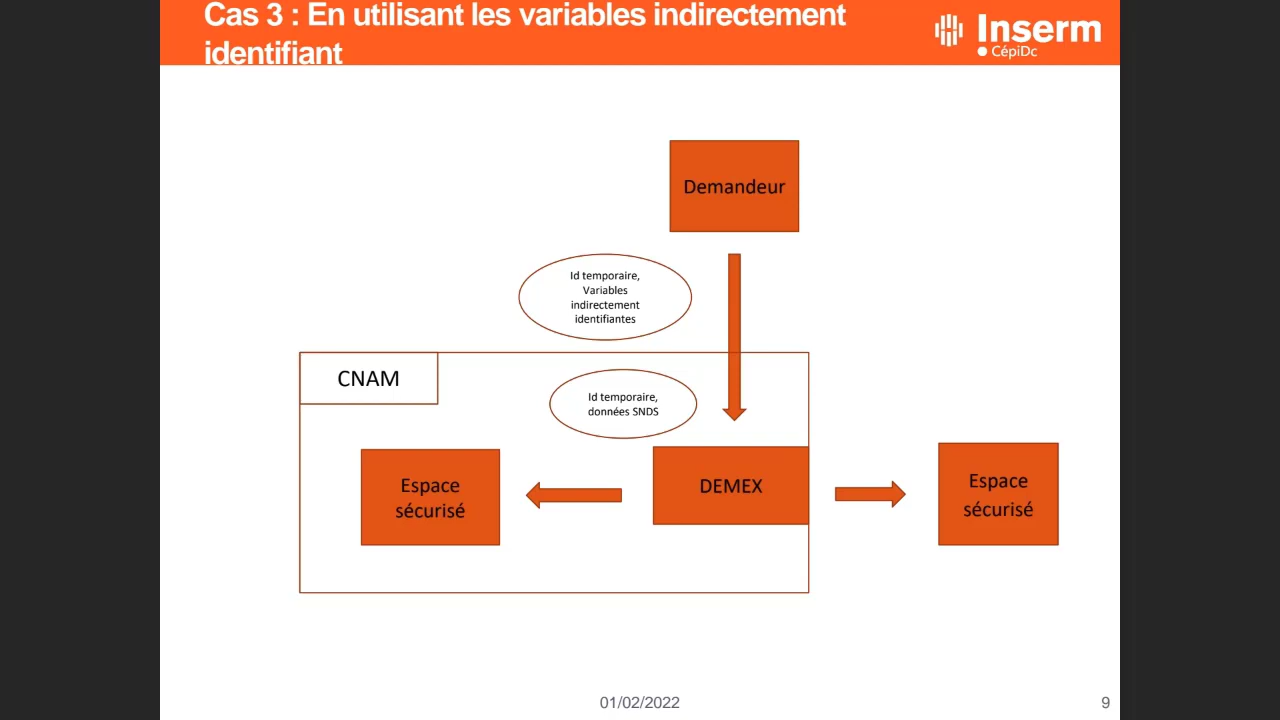 Cas 3 : En utilisant les variables indirectement
identifiant
Inserm
CépiDc
Demandeur
Id temporaire,
Variables
indirectement
identifiantes
CNAM
Id temporaire,
données SNDS
Espace
sécurisé
DEMEX
Espace
sécurisé
01/02/2022
9